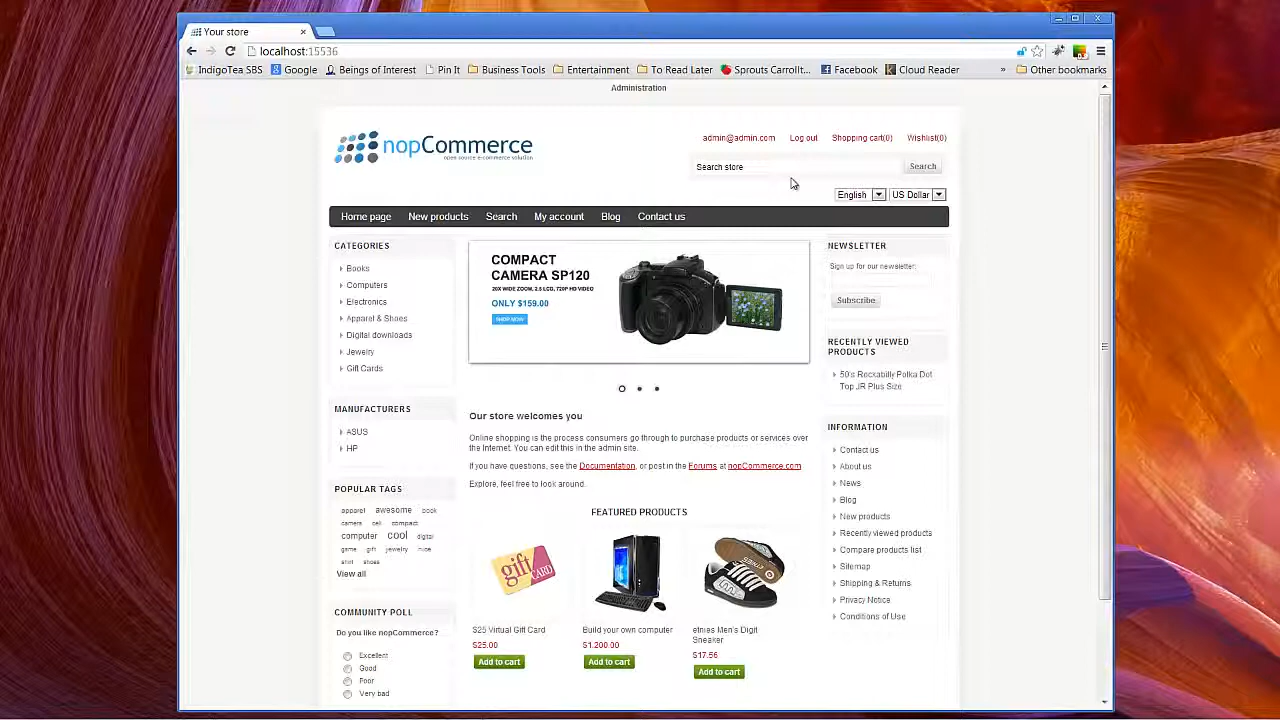 Your store
localhost:15536
IndigoTea SBS
Google
Beings of Interest
Pin It
Business Tools
Entertainment
To Read Later
Sprouts Carrollt...
Facebook
Cloud Reader
»
Other bookmarks
Administration
nopCommerce
open source e-commerce solution
admin@admin.com
Log out
Shopping cart(0)
Wishlist(0)
Search store
Search
English
US Dollar
Home page
New products
Search
My account
Blog
Contact us
CATEGORIES
Books
Computers
Electronics
Apparel & Shoes
Digital downloads
Jewelry
Gift Cards
MANUFACTURERS
ASUS
HP
POPULAR TAGS
apparel awesome book
camera cell compact
computer cool digital
game gift jewelry nice
shirt shoes
View all
COMMUNITY POLL
Do you like nopCommerce?
Excellent
Good
Poor
Very bad
COMPACT
CAMERA SP120
20X WIDE ZOOM, 2.5 LCD, 720P HD VIDEO
ONLY $159.00
SHOP NOW
Our store welcomes you
Online shopping is the process consumers go through to purchase products or services over
the Internet. You can edit this in the admin site.
If you have questions, see the Documentation, or post in the Forums at nopCommerce.com
Explore, feel free to look around.
FEATURED PRODUCTS
gift
CARD
$25 Virtual Gift Card
$25.00
Add to cart
Build your own computer
$1,200.00
Add to cart
etnies Men's Digit
Sneaker
$17.56
Add to cart
NEWSLETTER
Sign up for our newsletter:
Subscribe
RECENTLY VIEWED
PRODUCTS
50's Rockabilly Polka Dot
Top JR Plus Size
INFORMATION
Contact us
About us
News
Blog
New products
Recently viewed products
Compare products list
Sitemap
Shipping & Returns
Privacy Notice
Conditions of Use